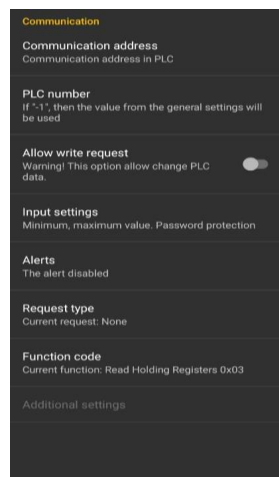 Communication
Communication address
Communication address in PLC
PLC number
If "-1", then the value from the general settings will
be used
Allow write request
Warning! This option allow change PLC
data.
Input settings
Minimum, maximum value. Password protection
Alerts
The alert disabled
Request type
Current request: None
Function code
Current function: Read Holding Registers 0x03
Additional settings